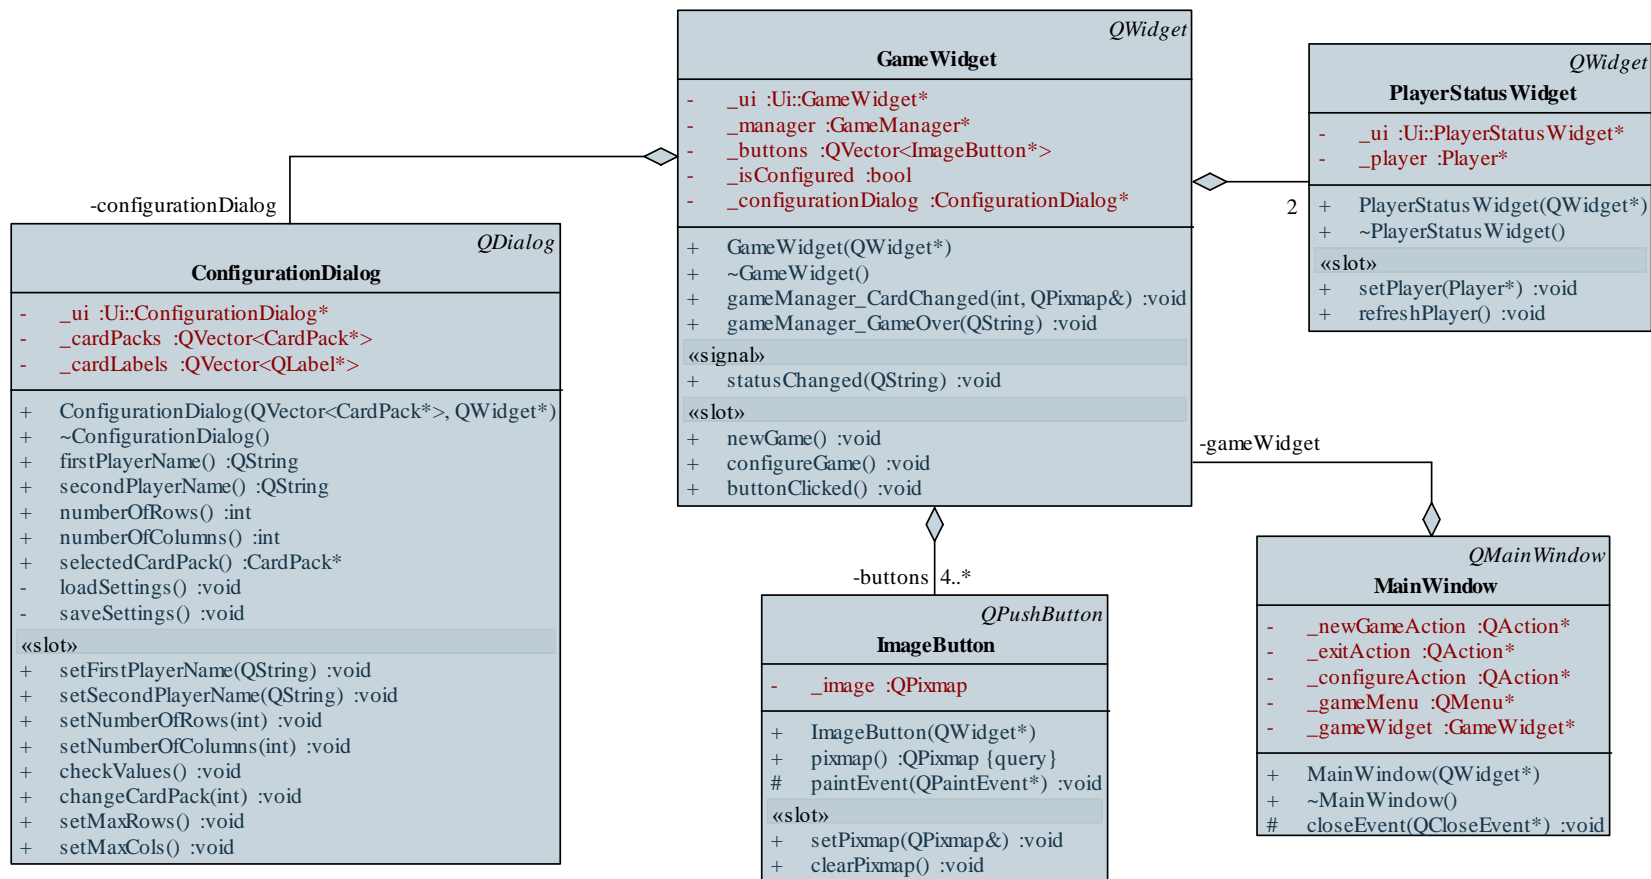 QWidget
GameWidget
- _ui :Ui::GameWidget*
- _manager :GameManager*
- _buttons :QVector<ImageButton*>
- _isConfigured :bool
- _configurationDialog :ConfigurationDialog*
+ GameWidget(QWidget*)
+ ~GameWidget()
+ gameManager_CardChanged(int, QPixmap&) :void
+ gameManager_GameOver(QString) :void
«signal»
+ statusChanged(QString) :void
«slot»
+ newGame() :void
+ configureGame() :void
+ buttonClicked() :void
QWidget
PlayerStatusWidget
- _ui :Ui::PlayerStatusWidget*
- _player :Player*
+ PlayerStatusWidget(QWidget*)
+ ~PlayerStatusWidget()
«slot»
+ setPlayer(Player*) :void
+ refreshPlayer() :void
2
-configurationDialog
QDialog
ConfigurationDialog
- _ui :Ui::ConfigurationDialog*
- _cardPacks :QVector<CardPack*>
- _cardLabels :QVector<QLabel*>
+ ConfigurationDialog(QVector<CardPack*>, QWidget*)
+ ~ConfigurationDialog()
+ firstPlayerName() :QString
+ secondPlayerName() :QString
+ numberOfRows() :int
+ numberOfColumns() :int
+ selectedCardPack() :CardPack*
- loadSettings() :void
- saveSettings() :void
«slot»
+ setFirstPlayerName(QString) :void
+ setSecondPlayerName(QString) :void
+ setNumberOfRows(int) :void
+ setNumberOfColumns(int) :void
+ checkValues() :void
+ changeCardPack(int) :void
+ setMaxRows() :void
+ setMaxCols() :void
-buttons 4..*
QPushButton
ImageButton
- _image :QPixmap
+ ImageButton(QWidget*)
+ pixmap() :QPixmap {query}
# paintEvent(QPaintEvent*) :void
«slot»
+ setPixmap(QPixmap&) :void
+ clearPixmap() :void
-gameWidget
QMainWindow
MainWindow
- _newGameAction :QAction*
- _exitAction :QAction*
- _configureAction :QAction*
- _gameMenu :QMenu*
- _gameWidget :GameWidget*
+ MainWindow(QWidget*)
+ ~MainWindow()
# closeEvent(QCloseEvent*) :void